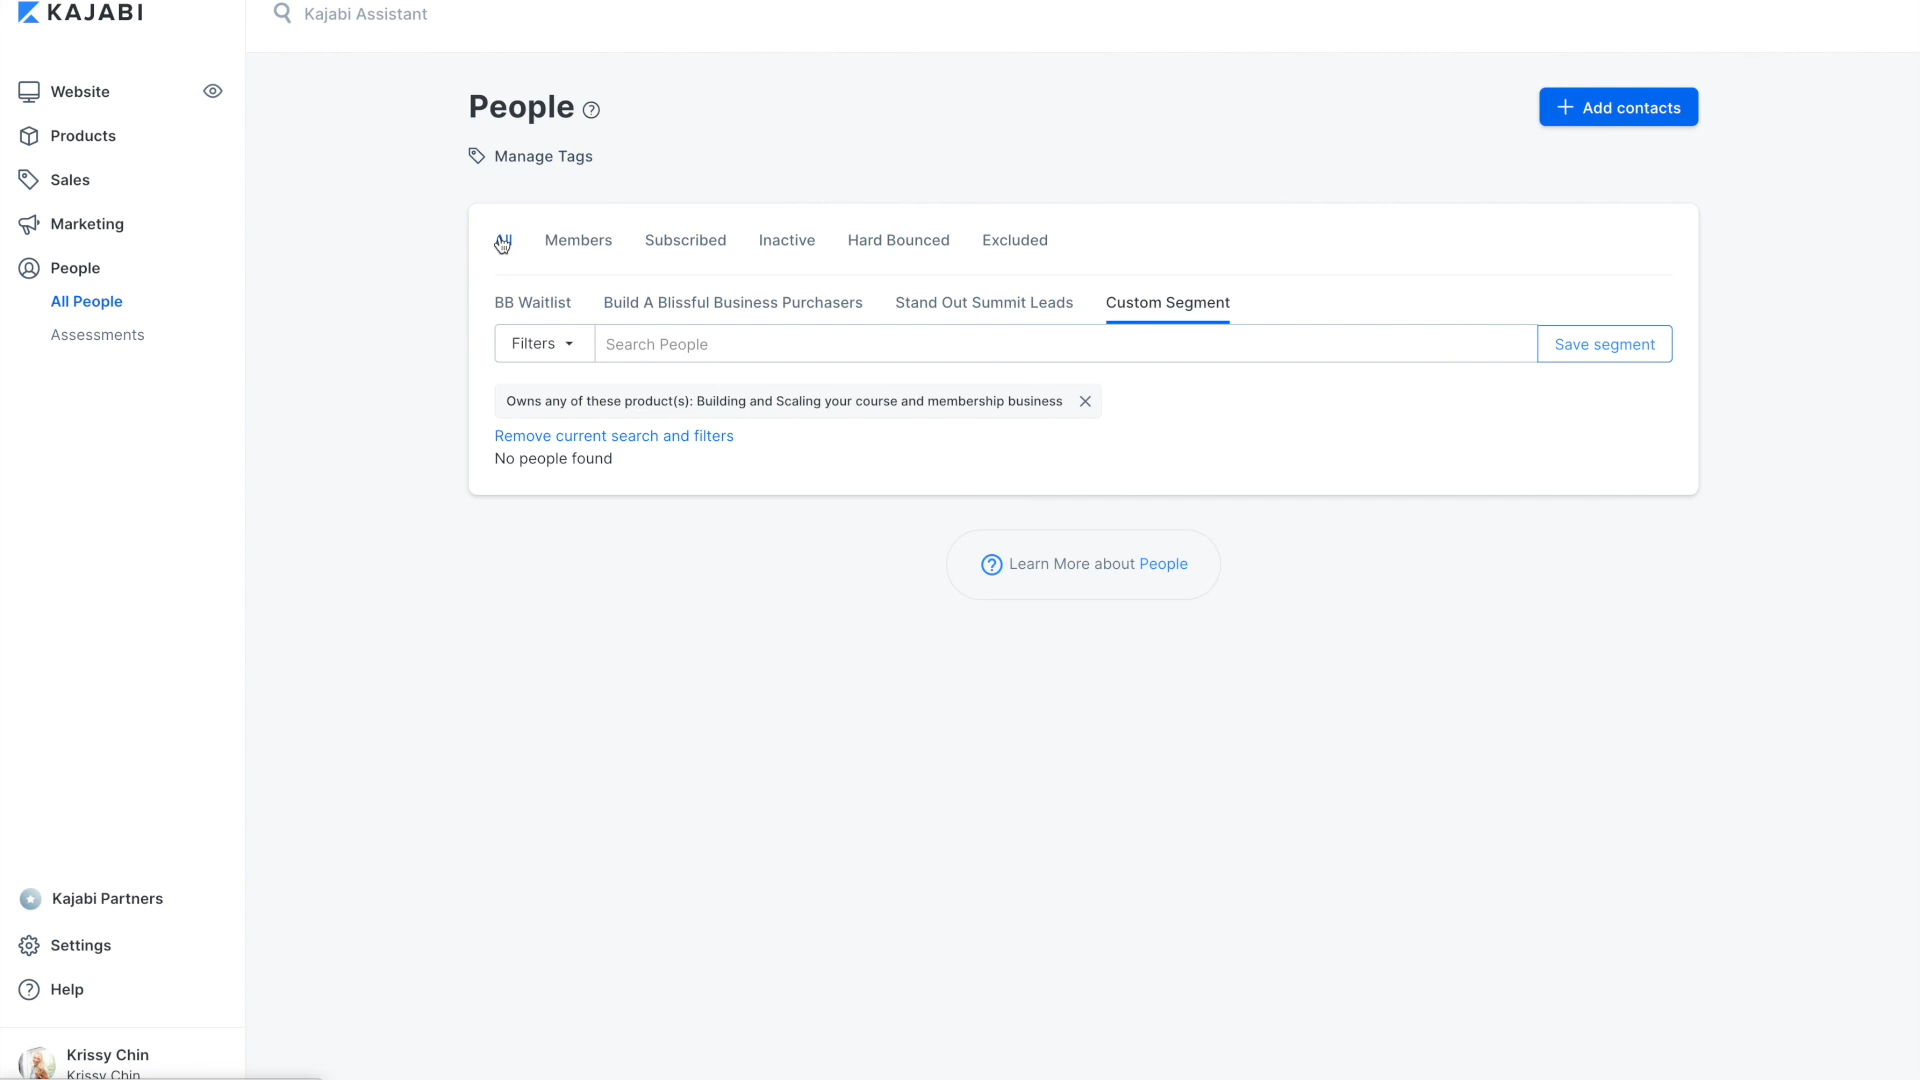 KAJABI
Kajabi Assistant
Website
Products
Sales
Marketing
People
All People
Assessments
Kajabi Partners
Settings
Help
Krissy Chin
Krissy Chin
People
Add contacts
Manage Tags
All Members Subscribed Inactive Hard Bounced Excluded
BB Waitlist Build A Blissful Business Purchasers Stand Out Summit Leads Custom Segment
Filters Search People Save segment
Owns any of these product(s): Building and Scaling your course and membership business
Remove current search and filters
No people found
Learn More about People